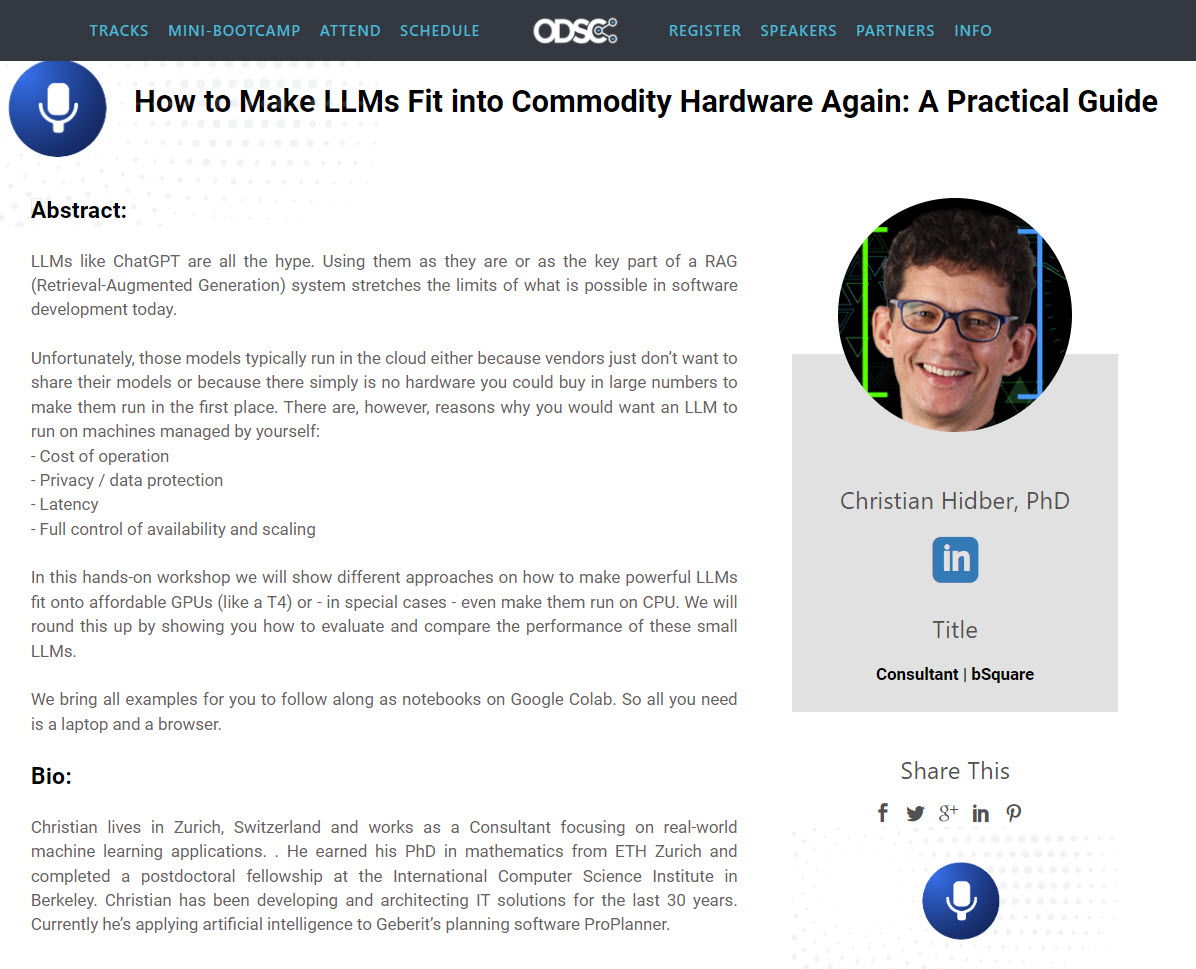 TRACKS MINI-BOOTCAMP ATTEND SCHEDULE ODSC REGISTER SPEAKERS PARTNERS INFO
How to Make LLMs Fit into Commodity Hardware Again: A Practical Guide
Abstract:
LLMs like ChatGPT are all the hype. Using them as they are or as the key part of a RAG
(Retrieval-Augmented Generation) system stretches the limits of what is possible in software
development today.
Unfortunately, those models typically run in the cloud either because vendors just don’t want to
share their models or because there simply is no hardware you could buy in large numbers to
make them run in the first place. There are, however, reasons why you would want an LLM to
run on machines managed by yourself:
- Cost of operation
- Privacy / data protection
- Latency
- Full control of availability and scaling
In this hands-on workshop we will show different approaches on how to make powerful LLMs
fit onto affordable GPUs (like a T4) or - in special cases - even make them run on CPU. We will
round this up by showing you how to evaluate and compare the performance of these small
LLMs.
We bring all examples for you to follow along as notebooks on Google Colab. So all you need
is a laptop and a browser.
Bio:
Christian lives in Zurich, Switzerland and works as a Consultant focusing on real-world
machine learning applications. . He earned his PhD in mathematics from ETH Zurich and
completed a postdoctoral fellowship at the International Computer Science Institute in
Berkeley. Christian has been developing and architecting IT solutions for the last 30 years.
Currently he’s applying artificial intelligence to Geberit’s planning software ProPlanner.
Christian Hidber, PhD
in
Title
Consultant | bSquare
Share This
f g+ in